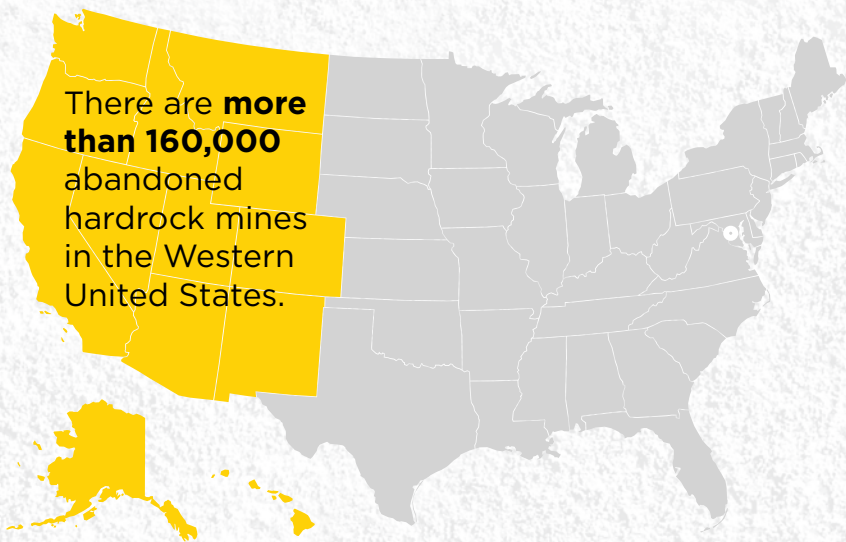 There are more
than 160,000
abandoned
hardrock mines
in the Western
United States.